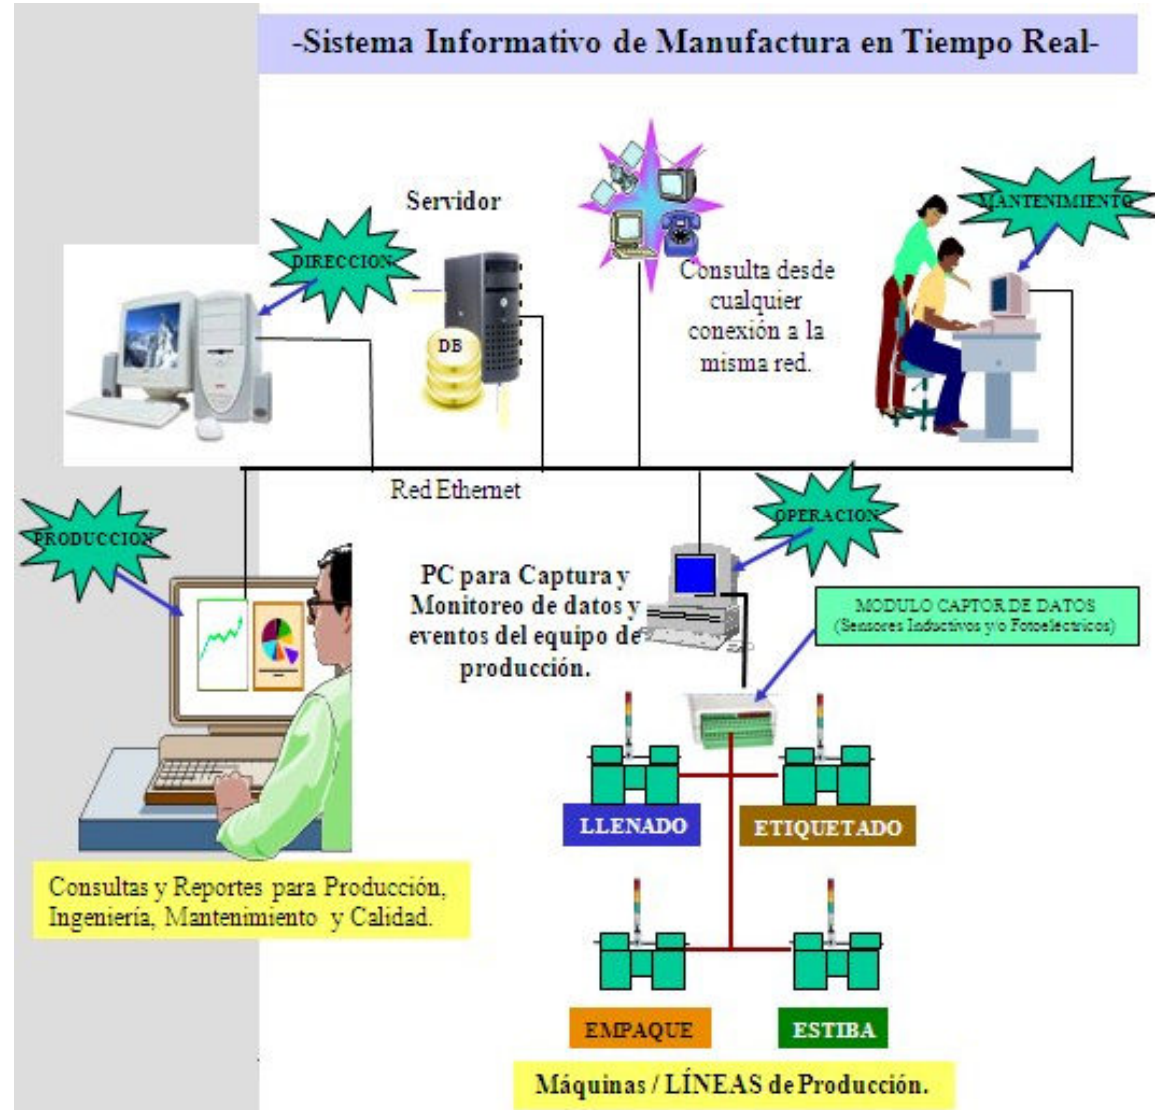 -Sistema Informativo de Manufactura en Tiempo Real-
Servidor
MANTENIMIENTO
DIRECCION
Consulta desde
cualquier
conexión a la
misma red.
DB
Red Ethernet
OPERACION
PRODUCCION
PC para Captura y
Monitoreo de datos y
eventos del equipo de
producción.
MODULO CAPTOR DE DATOS
(Sensores Inductivos y/o Fotoeléctricos)
LLENADO
ETIQUETADO
Consultas y Reportes para Producción,
Ingeniería, Mantenimiento y Calidad.
EMPAQUE
ESTIBA
Máquinas / LÍNEAS de Producción.